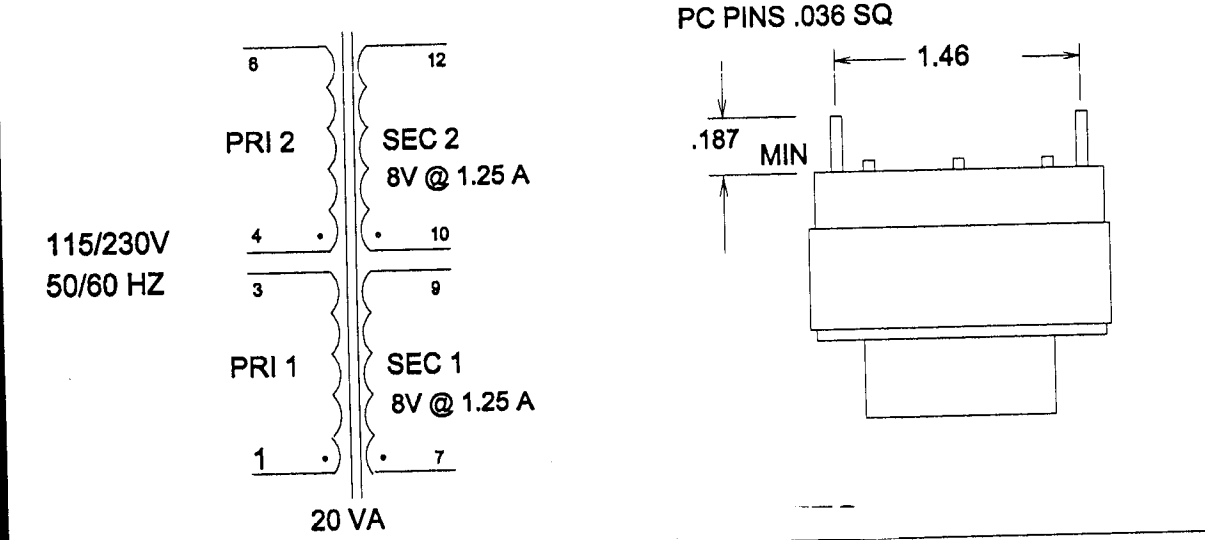 PC PINS .036 SQ
6
12
1.46
PRI 2
SEC 2
8V @ 1.25 A
.187 MIN
115/230V
50/60 HZ
4
10
3
9
PRI 1
SEC 1
8V @ 1.25 A
1
7
20 VA